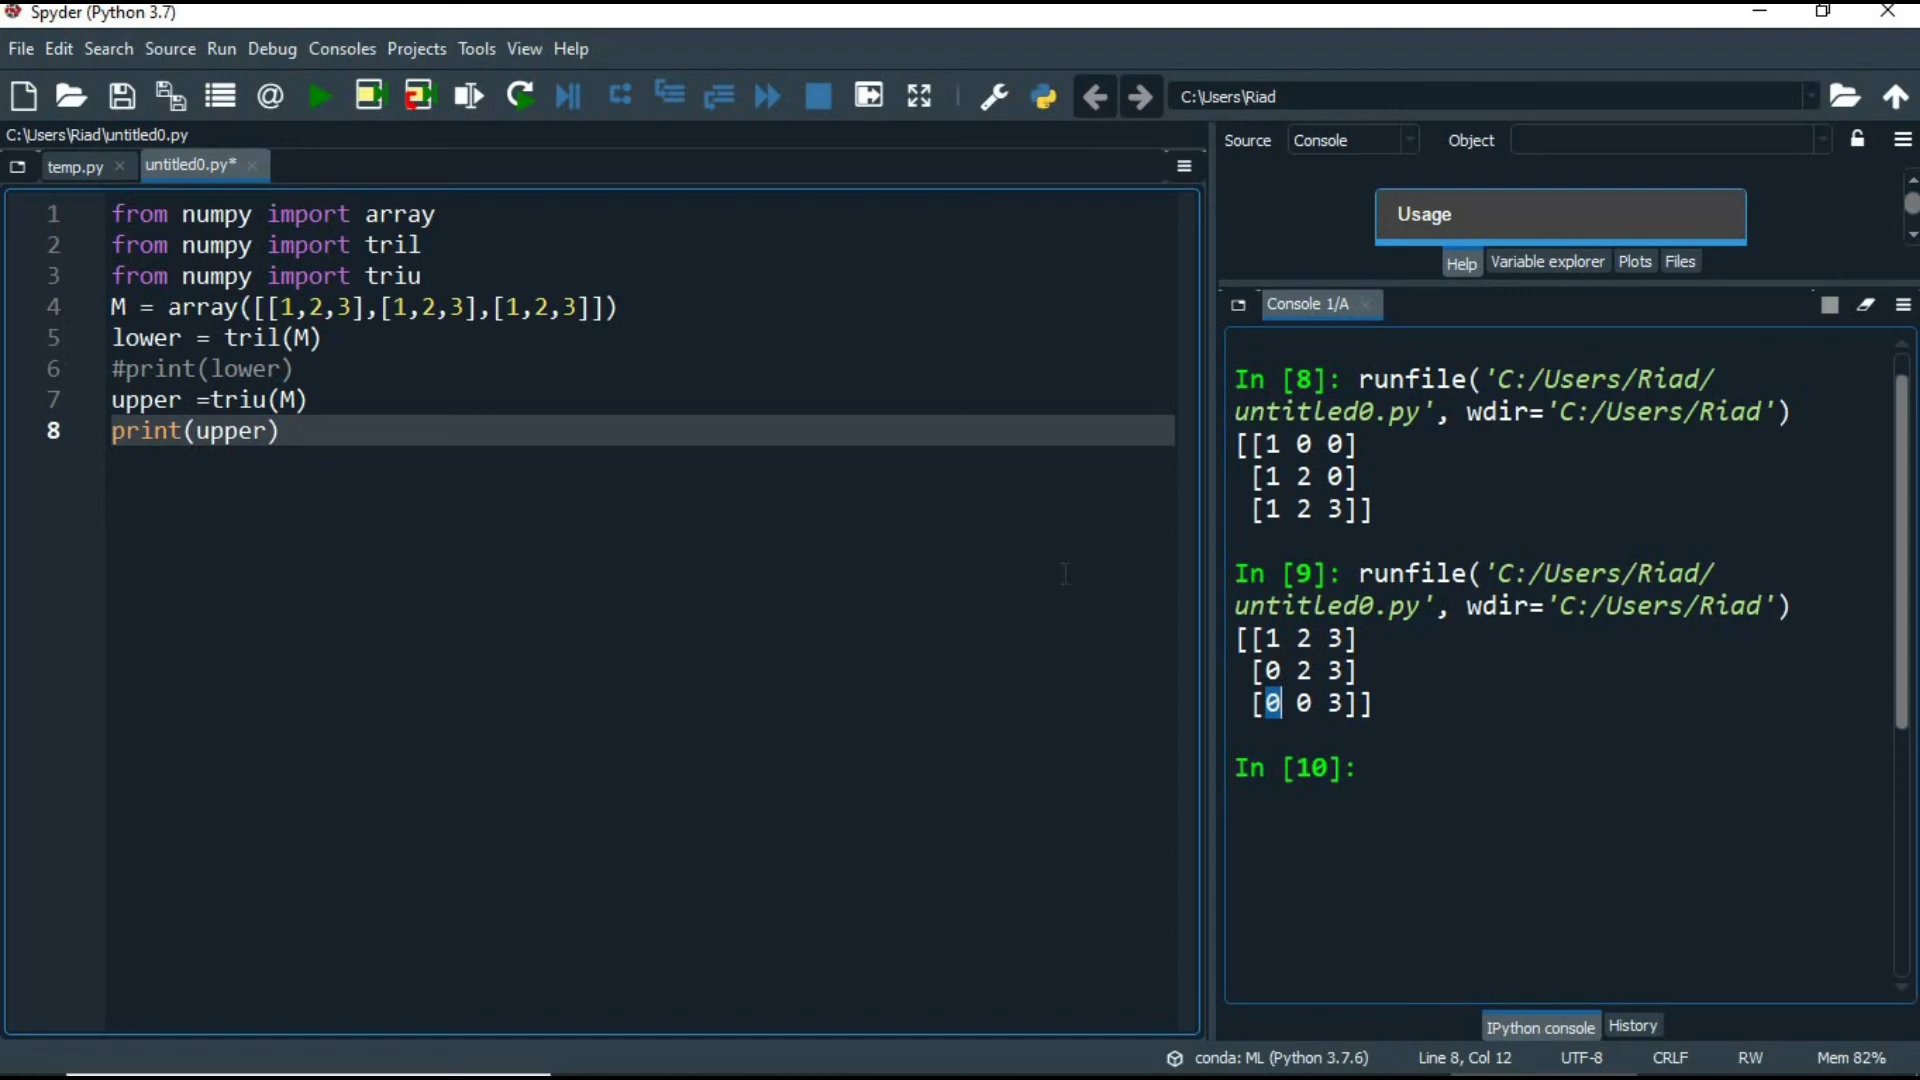 Spyder (Python 3.7)
File Edit Search Source Run Debug Consoles Projects Tools View Help
C:\Users\Riad
C:\Users\Riad\untitled0.py
temp.py
untitled0.py*
1 from numpy import array
2 from numpy import tril
3 from numpy import triu
4 M = array([[1,2,3],[1,2,3],[1,2,3]])
5 lower = tril(M)
6 #print(lower)
7 upper =triu(M)
8 print(upper)
Source Console Object
Usage
Help Variable explorer Plots Files
Console 1/A
In [8]: runfile('C:/Users/Riad/
untitled0.py', wdir='C:/Users/Riad')
[[1 0 0]
[1 2 0]
[1 2 3]]
In [9]: runfile('C:/Users/Riad/
untitled0.py', wdir='C:/Users/Riad')
[[1 2 3]
[0 2 3]
[0 0 3]]
In [10]:
IPython console History
conda: ML (Python 3.7.6) Line 8, Col 12 UTF-8 CRLF RW Mem 82%